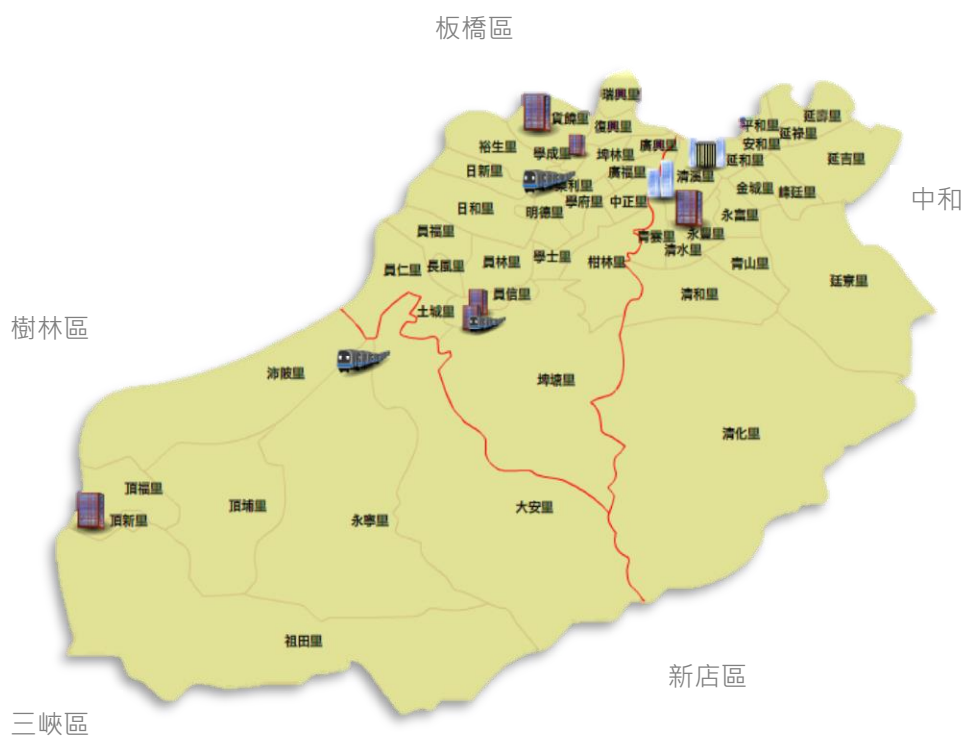 板橋區
瑞興里
貨饒里
復興里
平和里
延壽里
延祿里
裕生里
學成里
埤林里
廣興里
安和里
延和里
延吉里
日新里
樂利里
廣福里
清溪里
金城里
峰廷里
中和
日和里
明德里
學府里
中正里
永富里
員福里
青雲里
永豐里
清水里
員仁里
長風里
員林里
學士里
柑林里
青山里
廷寮里
員信里
清和里
土城里
樹林區
沛陂里
埤塘里
清化里
頂福里
頂新里
頂埔里
永寧里
大安里
祖田里
新店區
三峽區